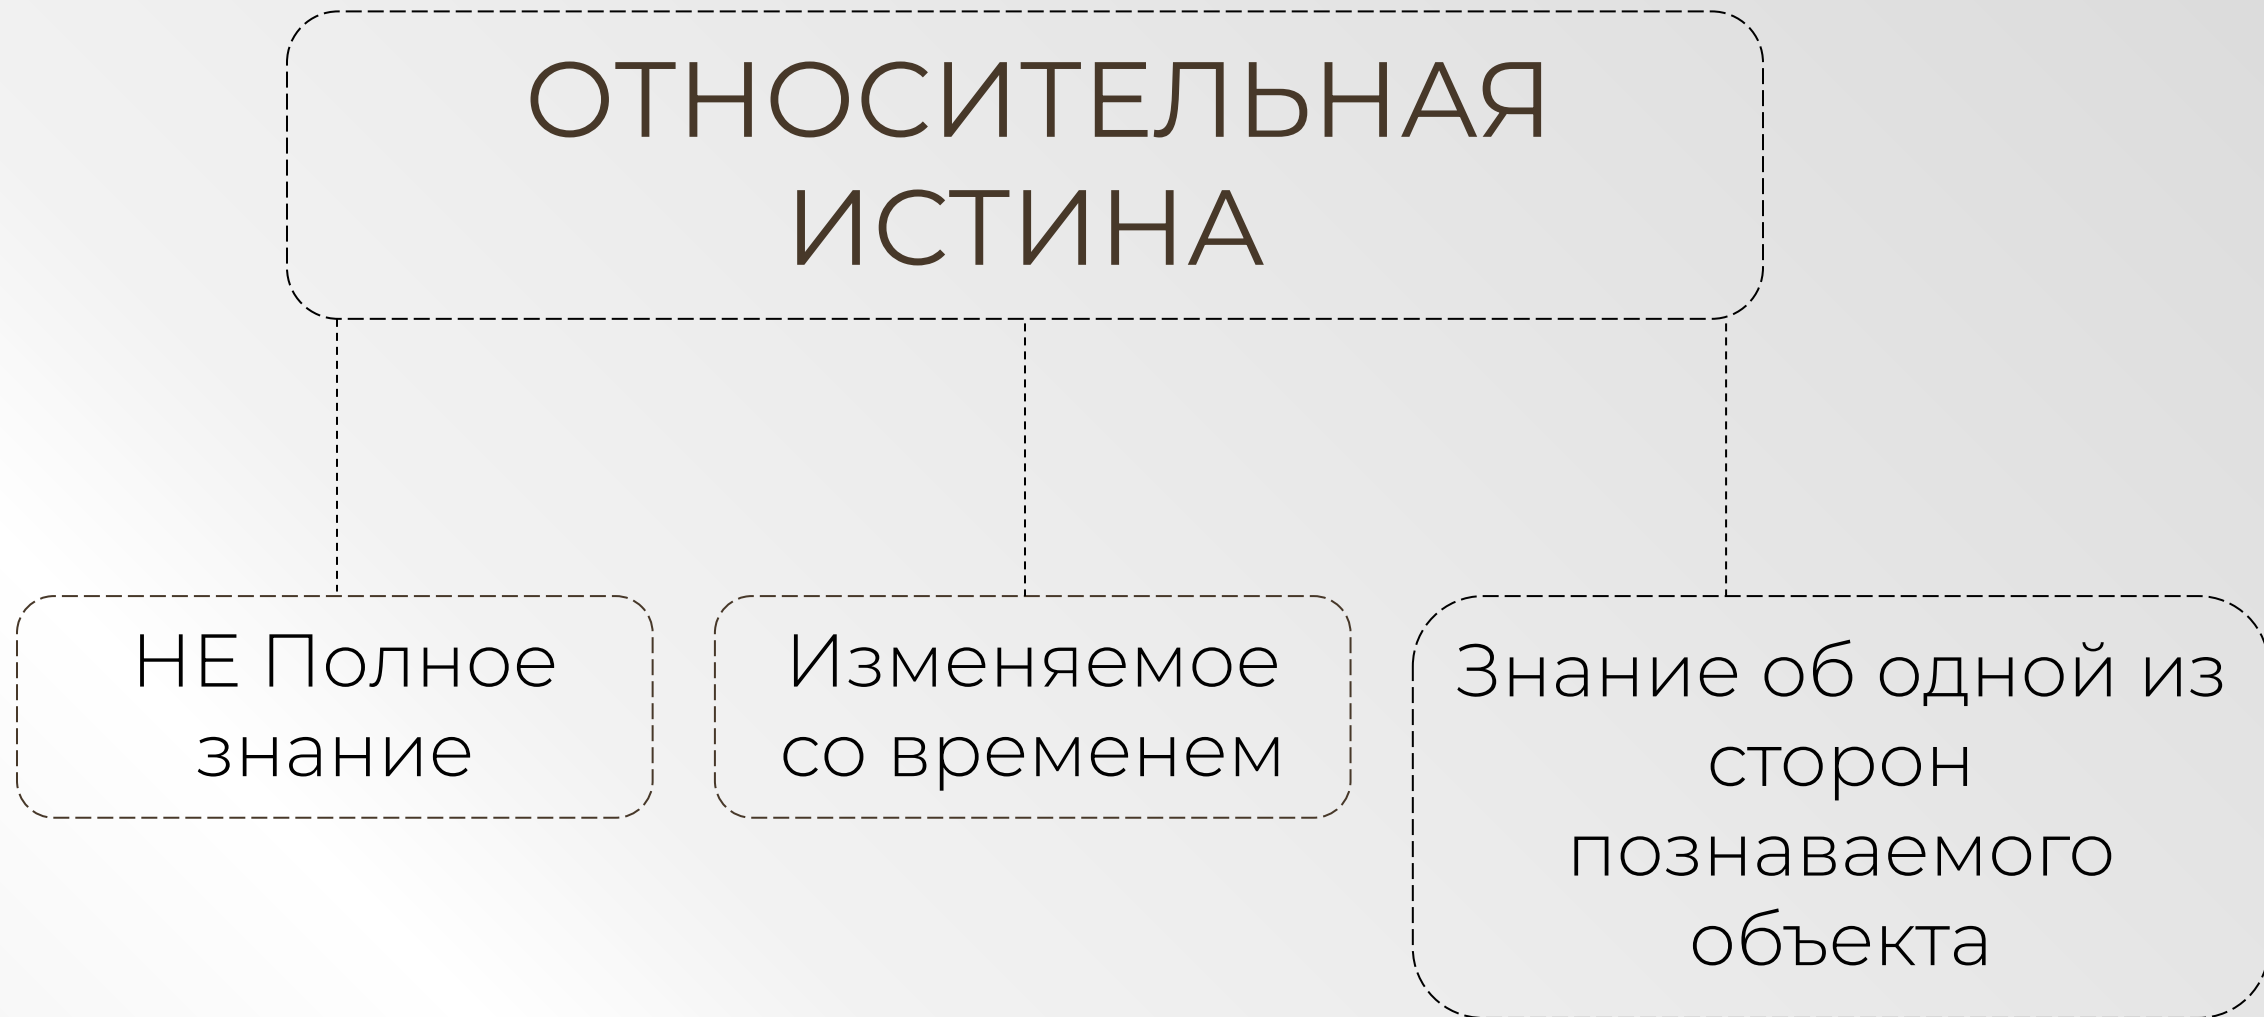 ОТНОСИТЕЛЬНАЯ
ИСТИНА
НЕ Полное
знание
Изменяемое
со временем
Знание об одной из
сторон
познаваемого
объекта